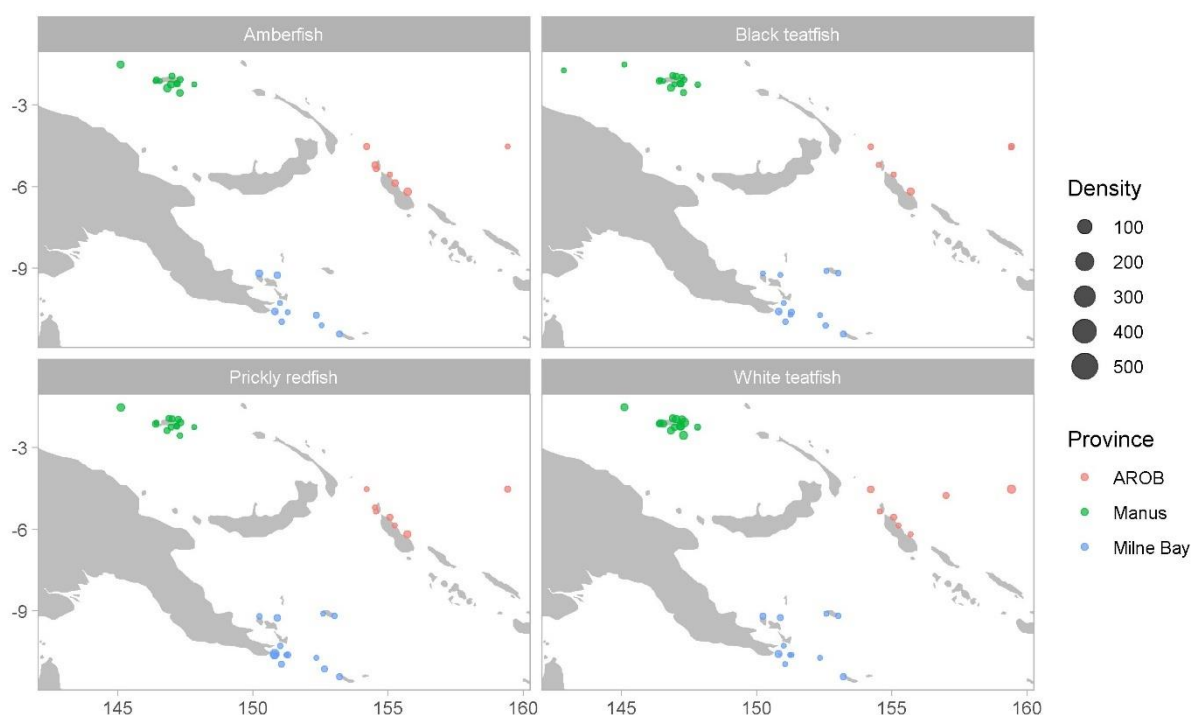 Amberfish
Black teatfish
-3
-6
-9
Prickly redfish
White teatfish
-3
-6
-9
145
150
155
160
145
150
155
160
Density
100
200
300
400
500
Province
AROB
Manus
Milne Bay